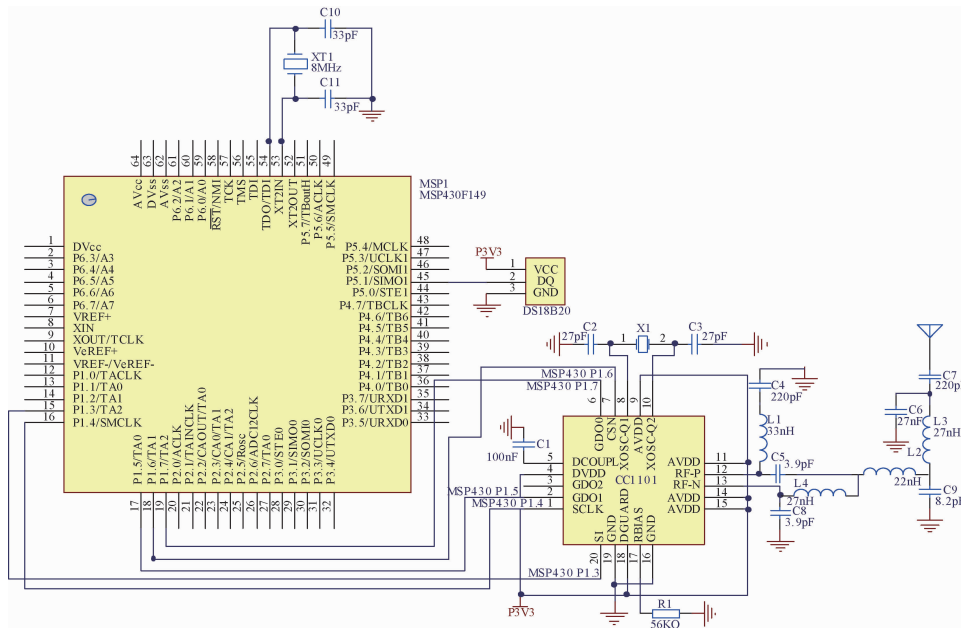 C10
33pF
XT1
8MHz
C11
33pF
64 63 62 61 60 59 58 57 56 55 54 53 52 51 50 49
AVcc
DVss
AVss
P6.2/A2
P6.1/A1
P6.0/A0
RST/NMI
TCK
TMS
TDI
TDO/TDI
XT2IN
XT2OUT
P5.7/TBoutH
P5.6/ACLK
P5.5/SMCLK
MSP1
MSP430F149
1 DVcc
2 P6.3/A3
3 P6.4/A4
4 P6.5/A5
5 P6.6/A6
6 P6.7/A7
7 VREF+
8 XIN
9 XOUT/TCLK
10 VeREF+
11 VREF-/VeREF-
12 P1.0/TACLK
13 P1.1/TA0
14 P1.2/TA1
15 P1.3/TA2
16 P1.4/SMCLK
P5.4/MCLK 48
P5.3/UCLK1 47
P5.2/SOMI1 46
P5.1/SIMO1 45
P5.0/STE1 44
P4.7/TBCLK 43
P4.6/TB6 42
P4.5/TB5 41
P4.4/TB4 40
P4.3/TB3 39
P4.2/TB2 38
P4.1/TB1 37
P4.0/TB0 36
P3.7/URXD1 35
P3.6/UTXD1 34
P3.5/URXD0 33
P1.5/TA0
P1.6/TA1
P1.7/TA2
P2.0/ACLK
P2.1/TAINCLK
P2.2/CAOUT/TA0
P2.3/CA0/TA1
P2.4/CA1/TA2
P2.5/Rosc
P2.6/ADC12CLK
P2.7/TA0
P3.0/STE0
P3.1/SIMO0
P3.2/SOMI0
P3.3/UCLK0
P3.4/UTXD0
17 18 19 20 21 22 23 24 25 26 27 28 29 30 31 32
P3V3
1 VCC
2 DQ
3 GND
DS18B20
C2
27pF
1 X1 2
C3
27pF
MSP430 P1.6
MSP430 P1.7
6 7 8 9 10
GDO0
CSN
XOSC-Q1
AVDD
XOSC-Q2
C1
100nF
5 DCOUPL
4 DVDD
3 GDO2
2 GDO1
1 SCLK
CC1101
AVDD 11
RF-P 12
RF-N 13
AVDD 14
AVDD 15
SI
GND
DGUARD
RBIAS
GND
20 19 18 17 16
MSP430 P1.5
MSP430 P1.4
MSP430 P1.3
P3V3
R1
56KΩ
C4
220pF
L1
33nH
C5
3.9pF
L4
27nH
C8
3.9pF
C7
220pF
C6
27nF
L3
27nH
L2
22nH
C9
8.2pF